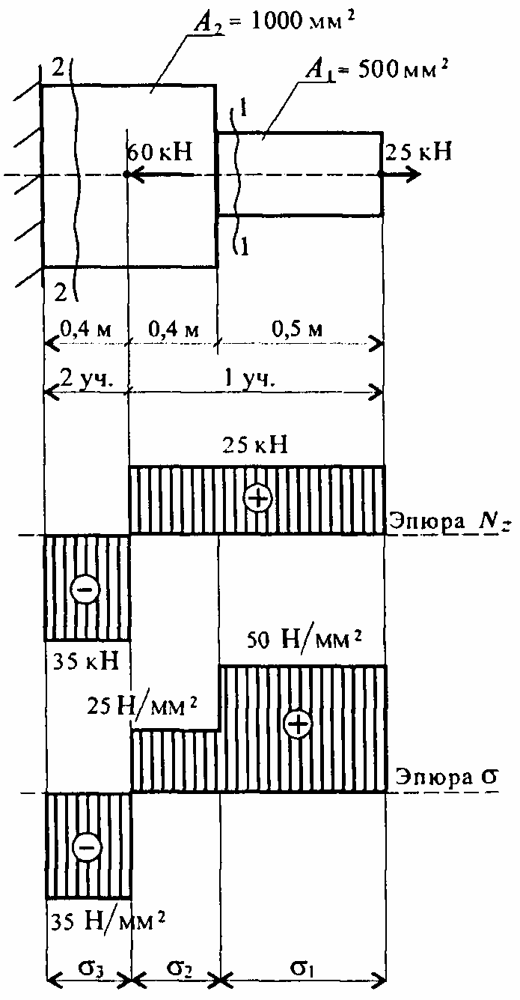 A₂ = 1000 мм²
A₁ = 500 мм²
2
1
60 кН
25 кН
1
2
0,4 м 0,4 м 0,5 м
2 уч. 1 уч.
25 кН
+
Эпюра N_z
−
50 Н/мм²
35 кН
25 Н/мм²
+
Эпюра σ
−
35 Н/мм²
σ₃ σ₂ σ₁